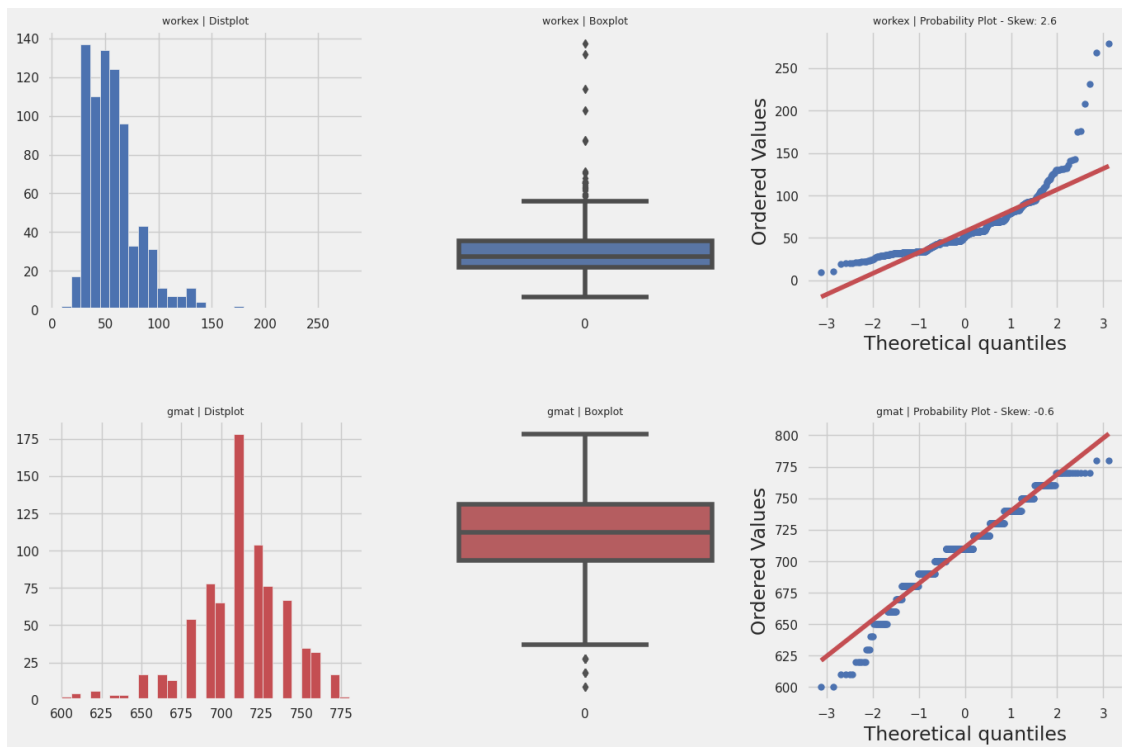 workex | Distplot
workex | Boxplot
workex | Probability Plot - Skew: 2.6
140
120
100
80
60
40
20
0
0 50 100 150 200 250
0
Ordered Values
250
200
150
100
50
0
−3 −2 −1 0 1 2 3
Theoretical quantiles
gmat | Distplot
gmat | Boxplot
gmat | Probability Plot - Skew: -0.6
175
150
125
100
75
50
25
0
600 625 650 675 700 725 750 775
0
Ordered Values
800
775
750
725
700
675
650
625
600
−3 −2 −1 0 1 2 3
Theoretical quantiles